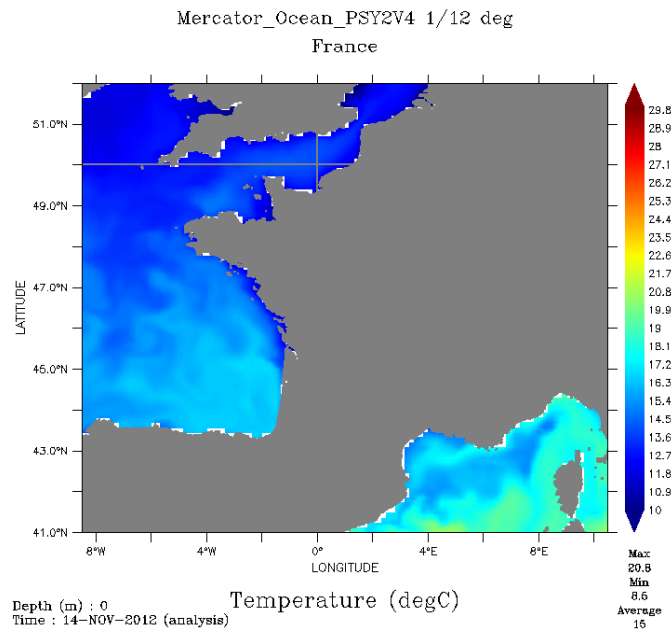 Mercator_Ocean_PSY2V4 1/12 deg
France
51.0°N
49.0°N
47.0°N
45.0°N
43.0°N
41.0°N
LATITUDE
8°W
4°W
0°
4°E
8°E
LONGITUDE
29.8
28.9
28
27.1
26.2
25.3
24.4
23.5
22.6
21.7
20.8
19.9
19
18.1
17.2
16.3
15.4
14.5
13.6
12.7
11.8
10.9
10
Max
20.8
Min
8.6
Average
15
Depth (m) : 0
Time : 14-NOV-2012 (analysis)
Temperature (degC)